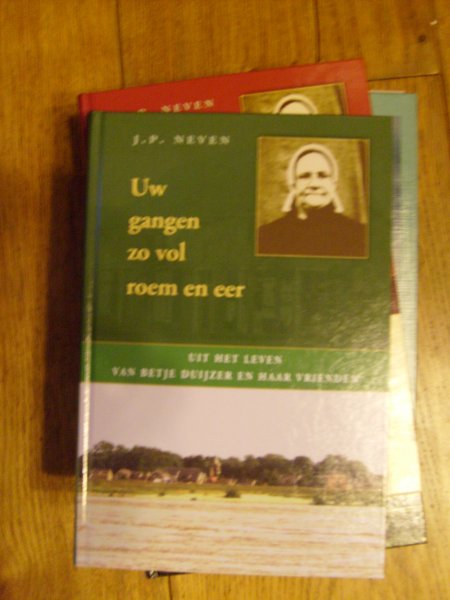 NEVEN
J.P. NEVEN
Uw
gangen
zo vol
roem en eer
UIT HET LEVEN
VAN BETJE DUIJZER EN HAAR VRIENDEN